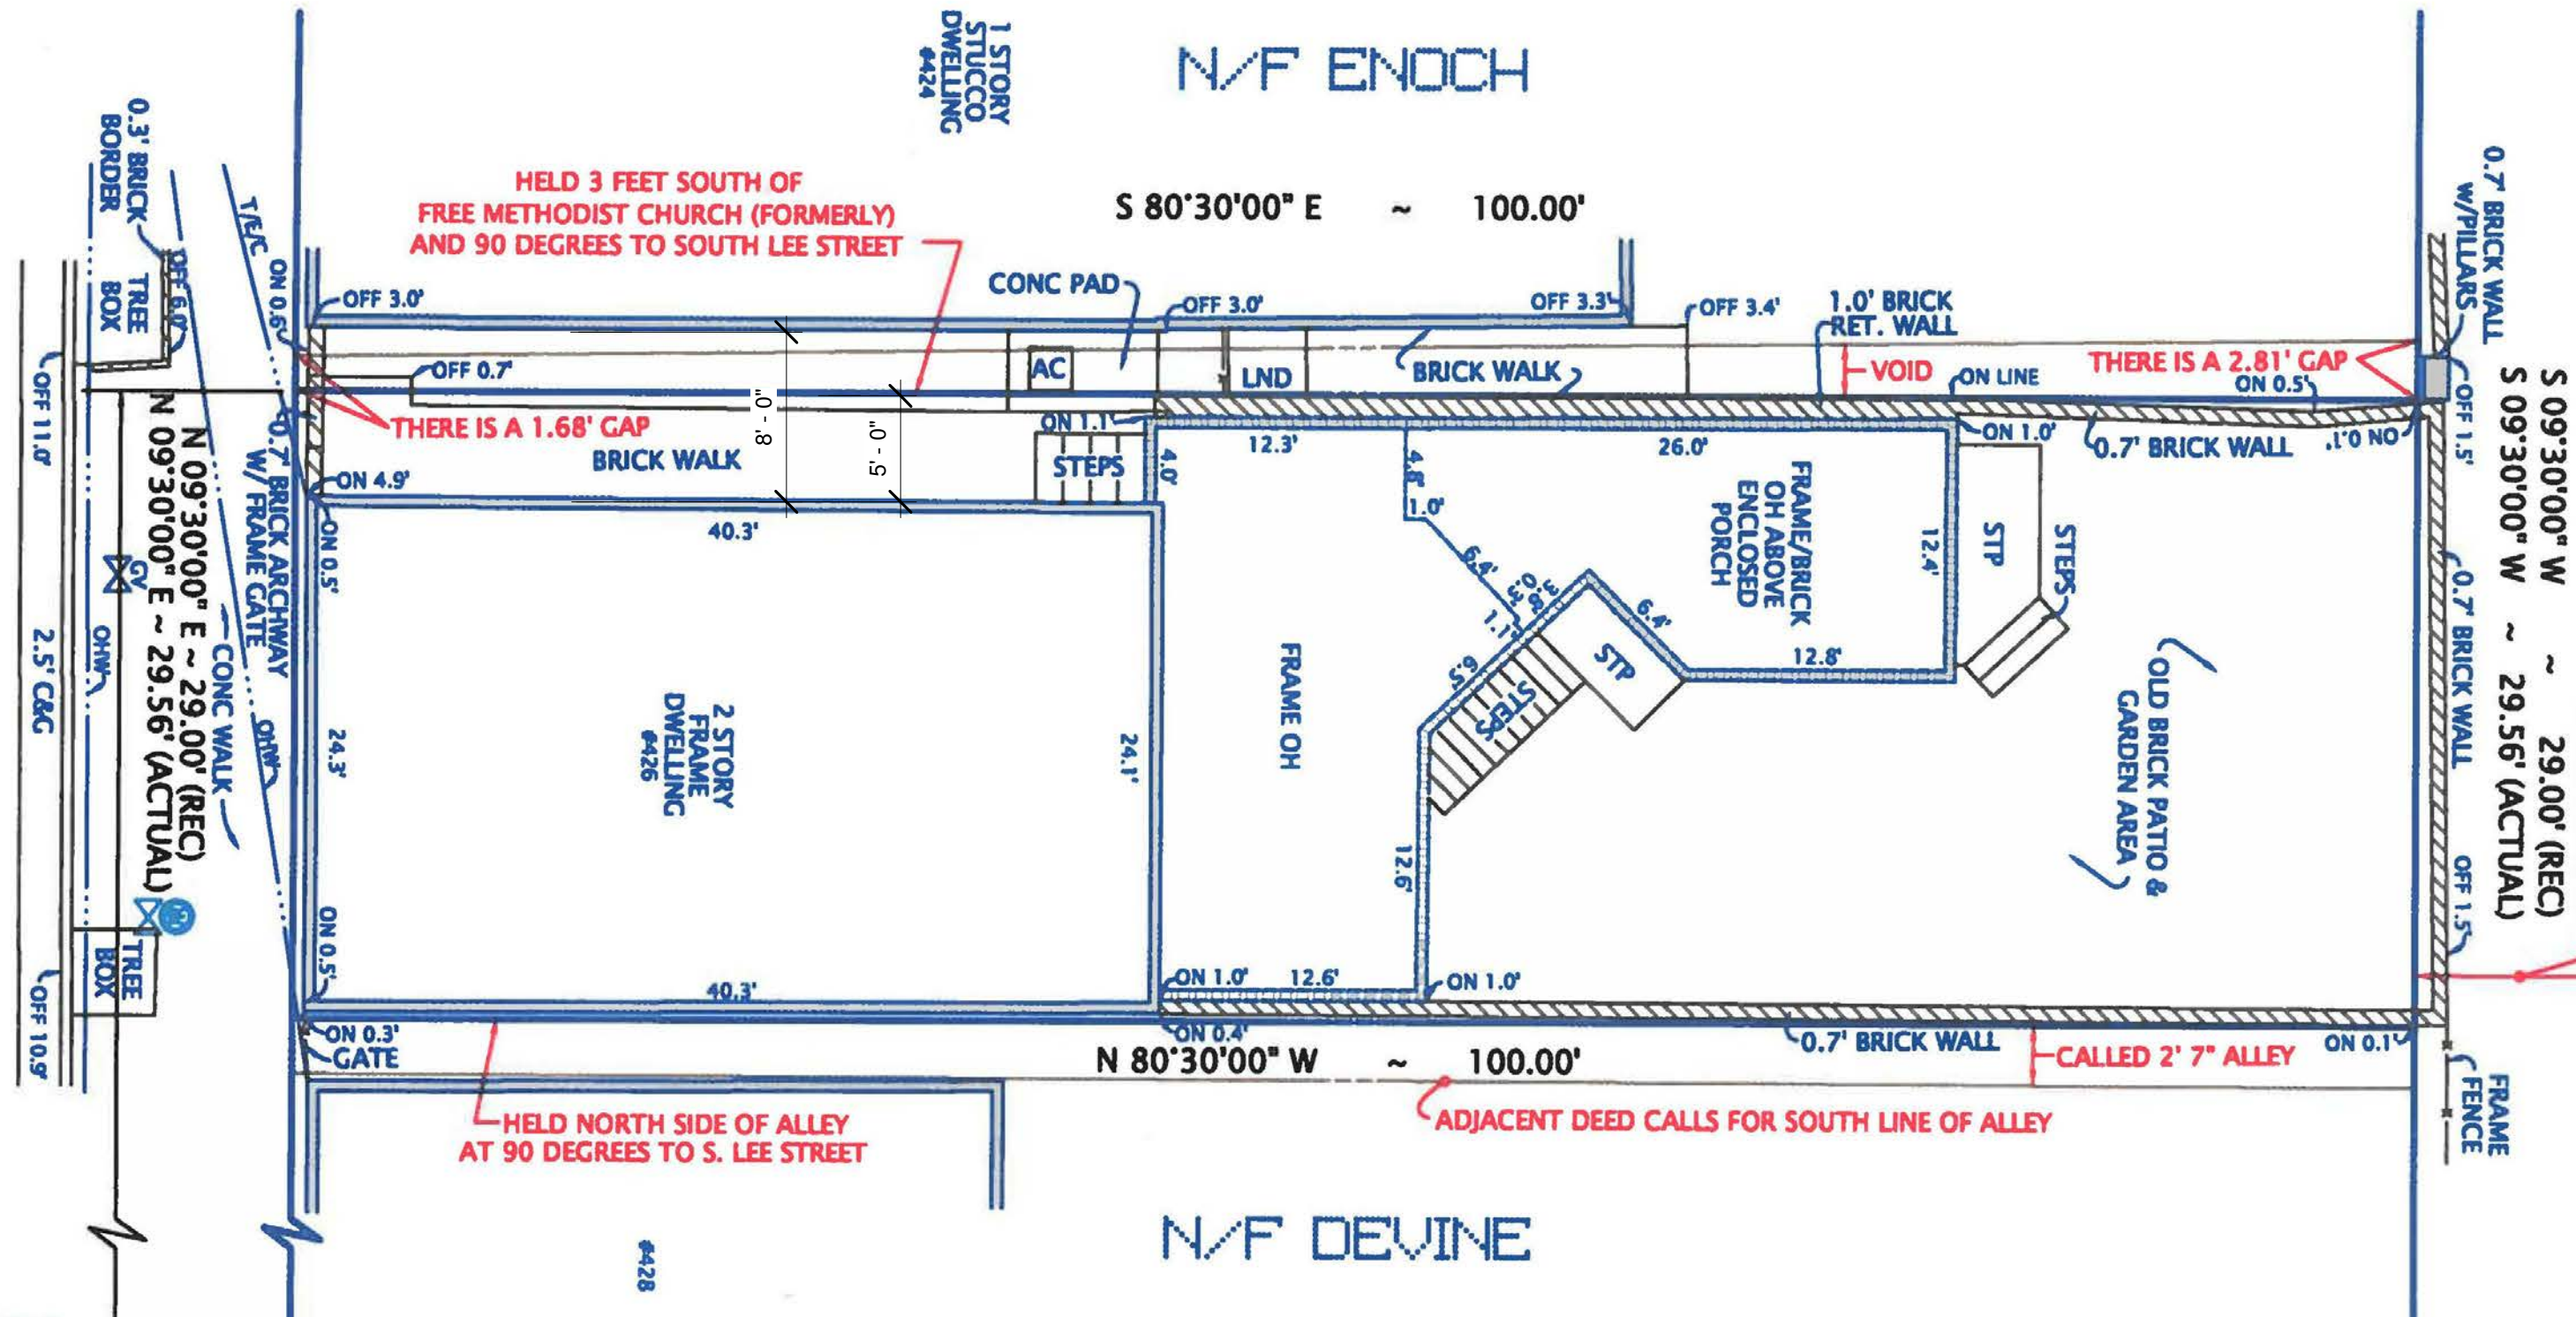 1 STORY
STUCCO
DWELLING
#424
N/F ENOCH
0.3' BRICK
BORDER
TREE
BOX
OFF 6.0'
T/E/C
ON 0.6'
HELD 3 FEET SOUTH OF
FREE METHODIST CHURCH (FORMERLY)
AND 90 DEGREES TO SOUTH LEE STREET
S 80°30'00" E ~ 100.00'
0.7' BRICK WALL
W/PILLARS
OFF 3.0'
CONC PAD
OFF 3.0'
OFF 3.3'
OFF 3.4'
1.0' BRICK
RET. WALL
OFF 0.7'
AC
LND
BRICK WALK
VOID
ON LINE
THERE IS A 2.81' GAP
ON 0.5'
OFF 1.5'
THERE IS A 1.68' GAP
BRICK WALK
8' - 0"
5' - 0"
ON 1.1'
STEPS
4.0'
12.3'
4.8'
1.0'
26.0'
ON 1.0'
0.7' BRICK WALL
ON 0.1'
ON 4.9'
40.3'
ON 0.5'
6.4'
3.8'
0.3'
1.1'
6.5'
6.4'
STP
STEPS
FRAME/BRICK
OH ABOVE
ENCLOSED
PORCH
12.4'
12.8'
STP
STEPS
OFF 11.0'
2.5' C&G
OFF 10.9'
OHW
GV
N 09°30'00" E ~ 29.00' (REC)
N 09°30'00" E ~ 29.56' (ACTUAL)
TREE
BOX
0.7' BRICK ARCHWAY
W/ FRAME GATE
CONC WALK
OHW
24.3'
ON 0.5'
2 STORY
FRAME
DWELLING
#426
24.1'
FRAME OH
12.6'
OLD BRICK PATIO &
GARDEN AREA
0.7' BRICK WALL
OFF 1.5'
S 09°30'00" W ~ 29.00' (REC)
S 09°30'00" W ~ 29.56' (ACTUAL)
40.3'
ON 1.0'
12.6'
ON 1.0'
ON 0.3'
GATE
ON 0.4'
N 80°30'00" W ~ 100.00'
0.7' BRICK WALL
CALLED 2' 7" ALLEY
ON 0.1'
FRAME
FENCE
HELD NORTH SIDE OF ALLEY
AT 90 DEGREES TO S. LEE STREET
ADJACENT DEED CALLS FOR SOUTH LINE OF ALLEY
#428
N/F DEVINE